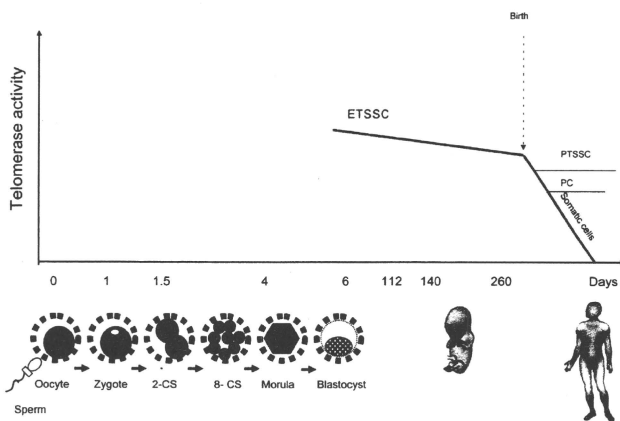 Birth
Telomerase activity
ETSSC
PTSSC
PC
Somatic cells
0 1 1.5 4 6 112 140 260 Days
Oocyte Zygote 2-CS 8- CS Morula Blastocyst
Sperm